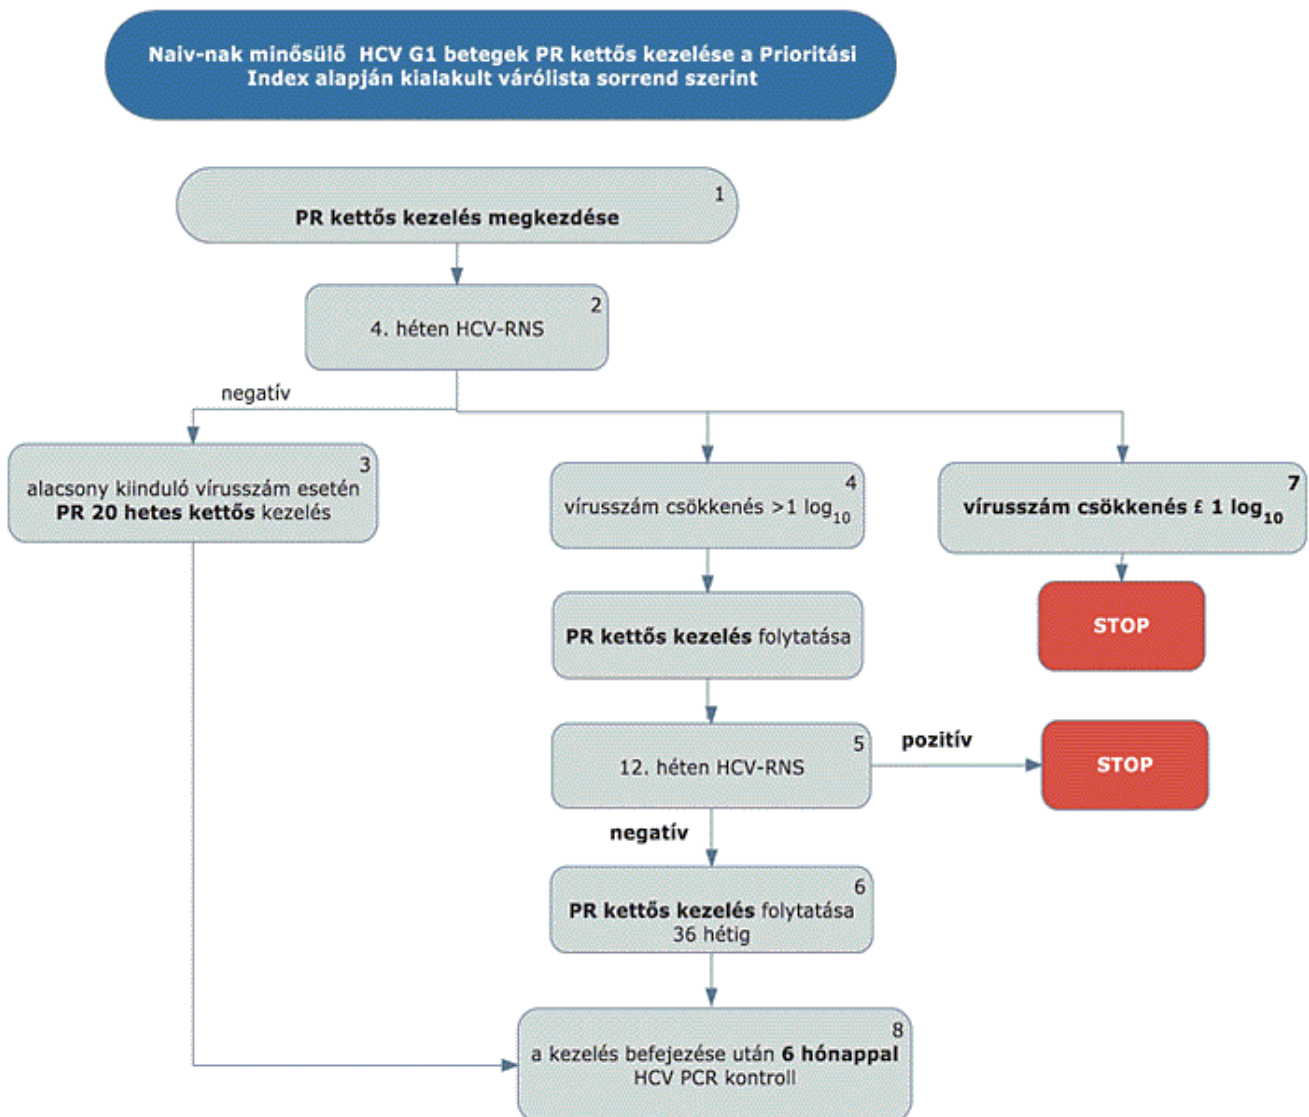 Naiv-nak minősülő HCV G1 betegek PR kettős kezelése a Prioritási
Index alapján kialakult várólista sorrend szerint
1
PR kettős kezelés megkezdése
2
4. héten HCV-RNS
negatív
3
alacsony kiinduló vírusszám esetén
PR 20 hetes kettős kezelés
4
vírusszám csökkenés >1 log10
7
vírusszám csökkenés £ 1 log10
STOP
PR kettős kezelés folytatása
5
12. héten HCV-RNS
pozitív
STOP
negatív
6
PR kettős kezelés folytatása
36 hétig
8
a kezelés befejezése után 6 hónappal
HCV PCR kontroll